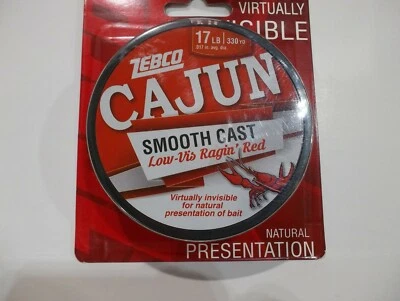 VIRTUALLY
INVISIBLE
17 LB 330 YD
ZEBCO
CAJUN
SMOOTH CAST
Low-Vis Ragin' Red
Virtually invisible
for natural
presentation of bait
NATURAL
PRESENTATION